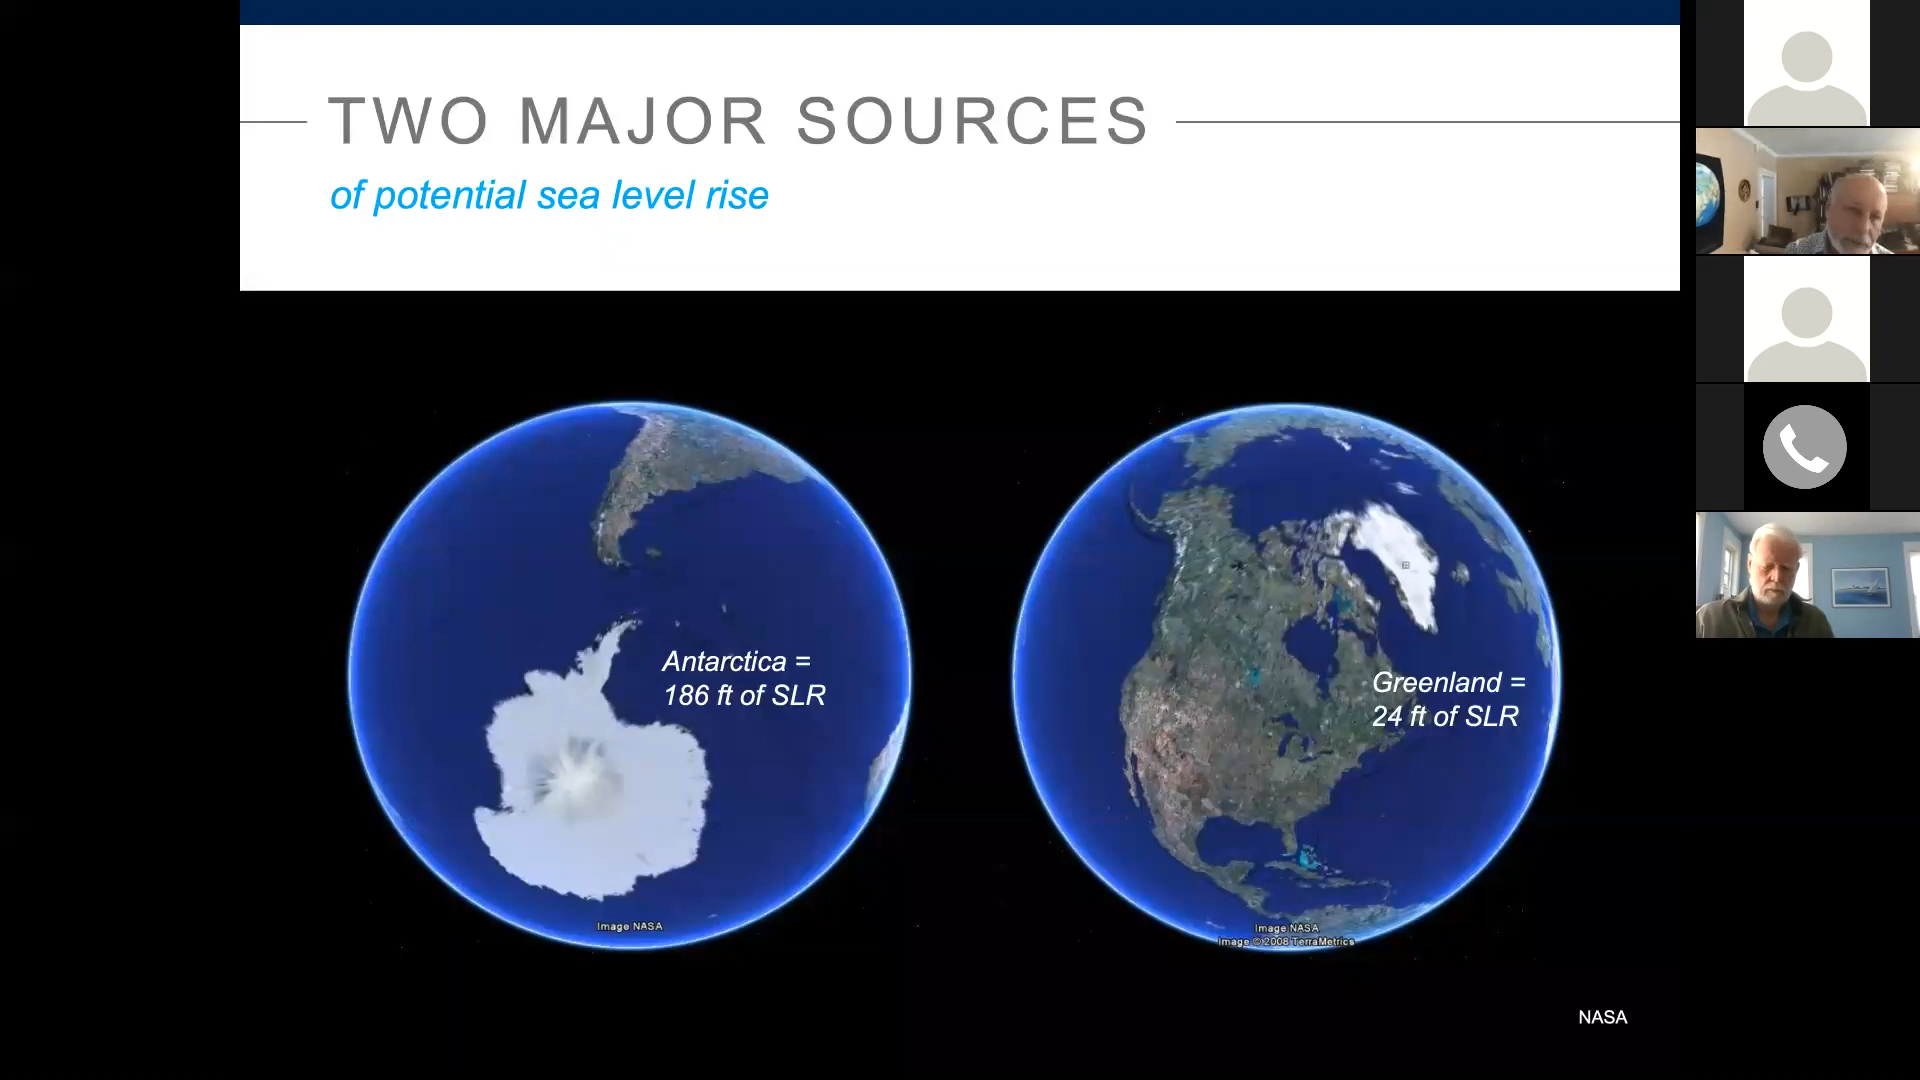 TWO MAJOR SOURCES
of potential sea level rise
Antarctica =
186 ft of SLR
Greenland =
24 ft of SLR
Image NASA
Image NASA
Image © 2008 TerraMetrics
NASA